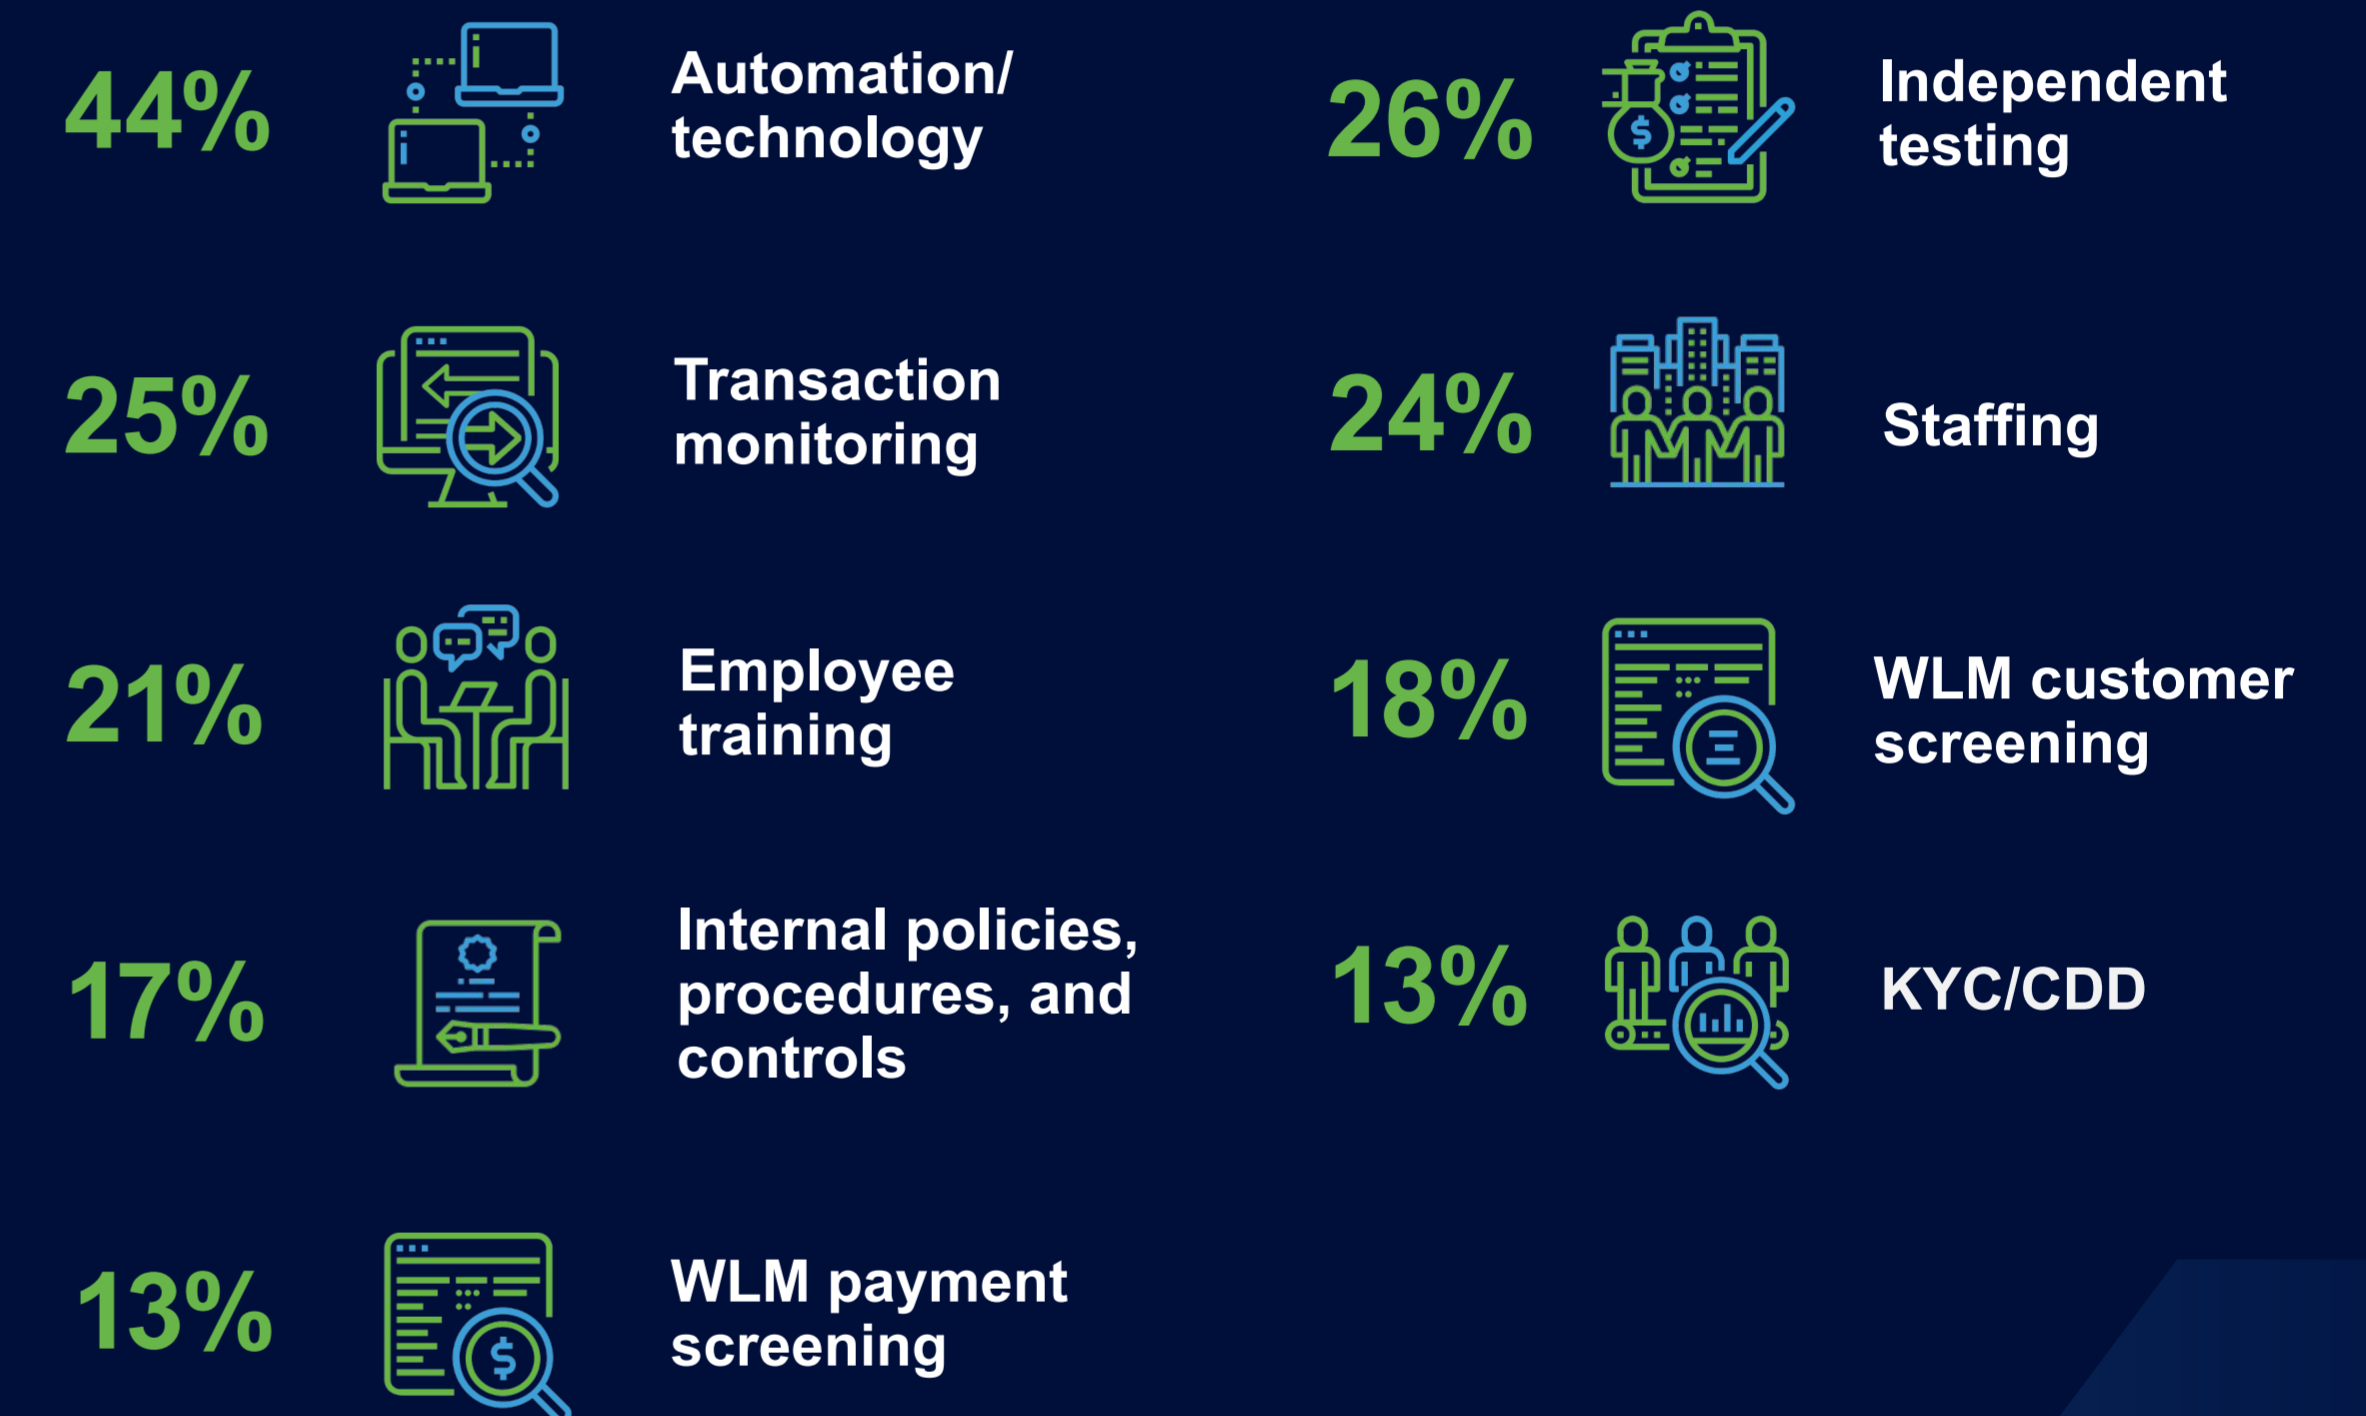 44%
Automation/
technology
26%
Independent
testing
25%
Transaction
monitoring
24%
Staffing
21%
Employee
training
18%
WLM customer
screening
17%
Internal policies,
procedures, and
controls
13%
KYC/CDD
13%
WLM payment
screening